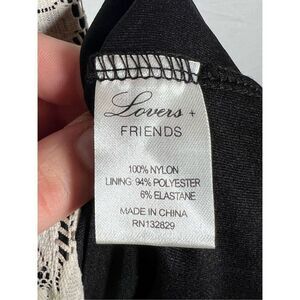 Lovers +
FRIENDS
100% NYLON
LINING: 94% POLYESTER
6% ELASTANE
MADE IN CHINA
RN132829